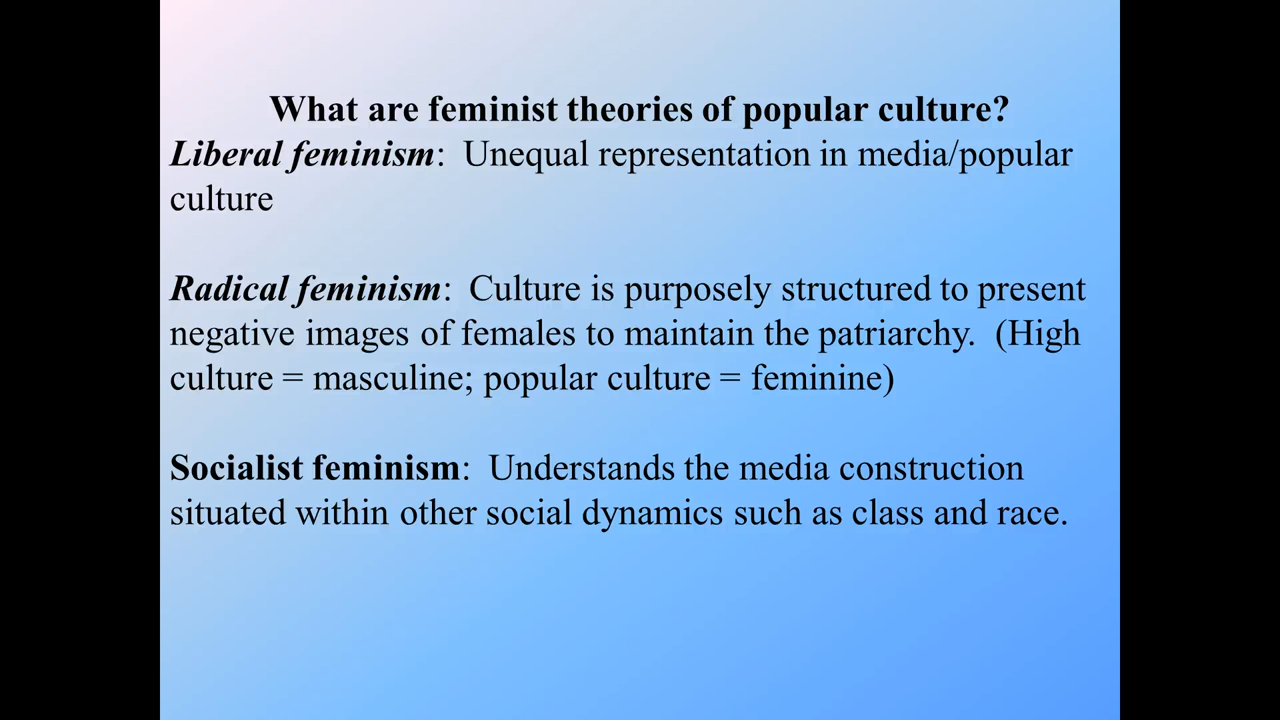 What are feminist theories of popular culture?
Liberal feminism:  Unequal representation in media/popular
culture
Radical feminism:  Culture is purposely structured to present
negative images of females to maintain the patriarchy.  (High
culture = masculine; popular culture = feminine)
Socialist feminism:  Understands the media construction
situated within other social dynamics such as class and race.